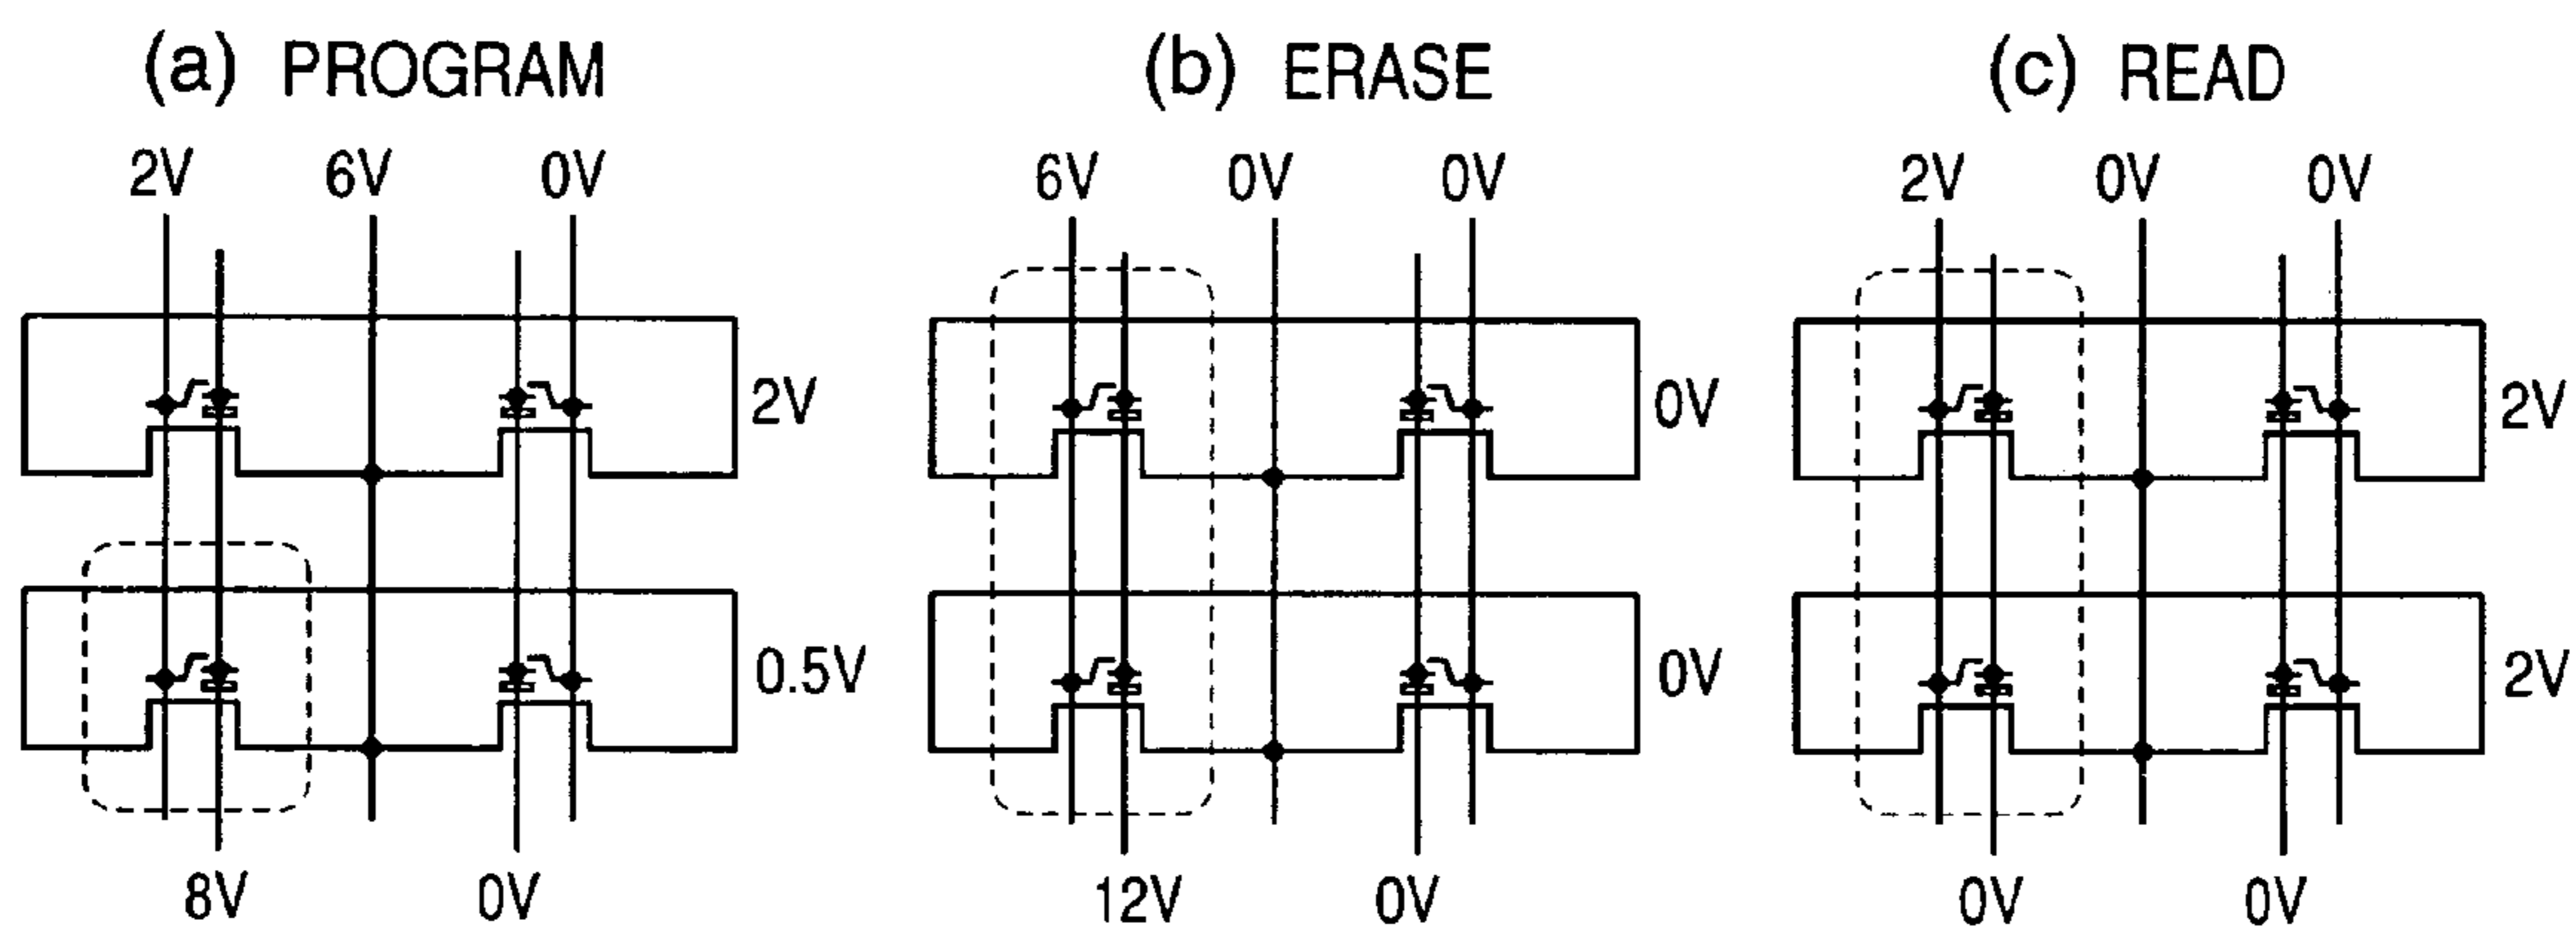 (a) PROGRAM (b) ERASE (c) READ
2V 6V 0V 6V 0V 0V 2V 0V 0V
2V 0V 2V
0.5V 0V 2V
8V 0V 12V 0V 0V 0V